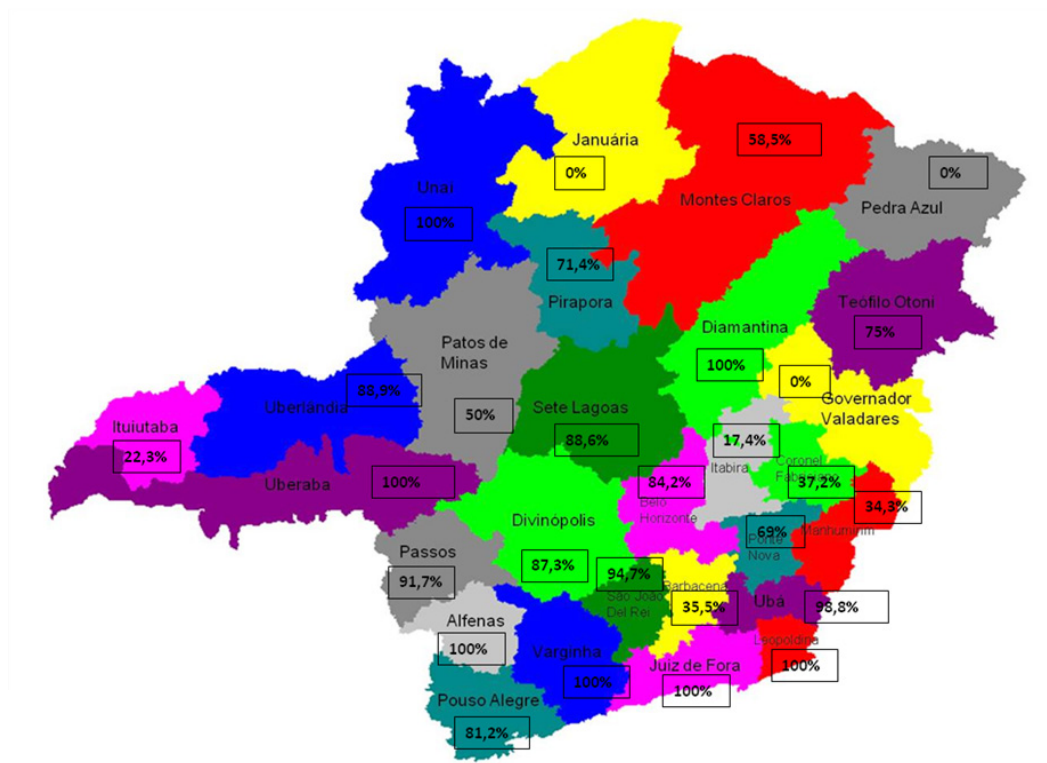 Januária
0%
58,5%
Montes Claros
0%
Pedra Azul
Unaí
100%
71,4%
Pirapora
Teófilo Otoni
75%
Diamantina
100%
Patos de
Minas
50%
0%
Governador
Valadares
88,9%
Uberlândia
Sete Lagoas
88,6%
Ituiutaba
22,3%
17,4%
Itabira
Coronel
Fabriciano
37,2%
Uberaba
100%
84,2%
Belo
Horizonte
34,3%
Manhumirim
69%
Ponte
Nova
Divinópolis
87,3%
Passos
91,7%
94,7%
São João
Del Rei
Barbacena
35,5%
Ubá
98,8%
Alfenas
100%
Varginha
100%
Leopoldina
100%
Juiz de Fora
100%
Pouso Alegre
81,2%